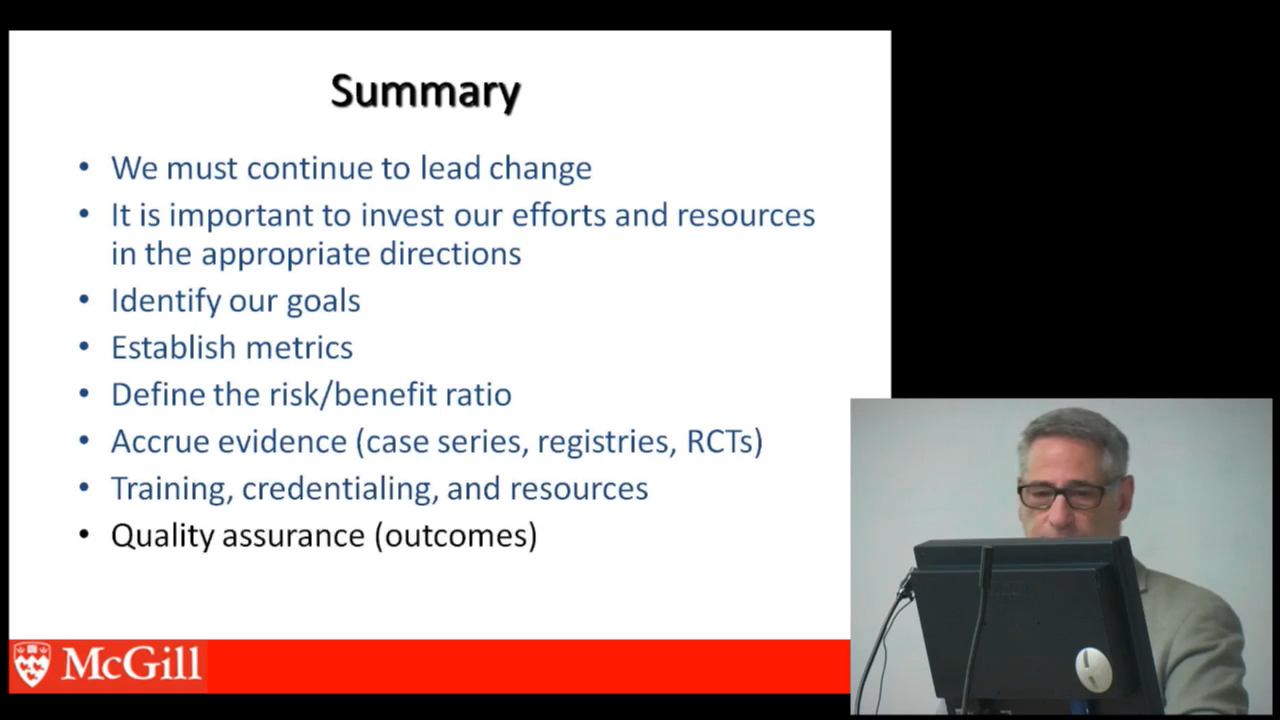 Summary
• We must continue to lead change
• It is important to invest our efforts and resources
in the appropriate directions
• Identify our goals
• Establish metrics
• Define the risk/benefit ratio
• Accrue evidence (case series, registries, RCTs)
• Training, credentialing, and resources
• Quality assurance (outcomes)
McGill